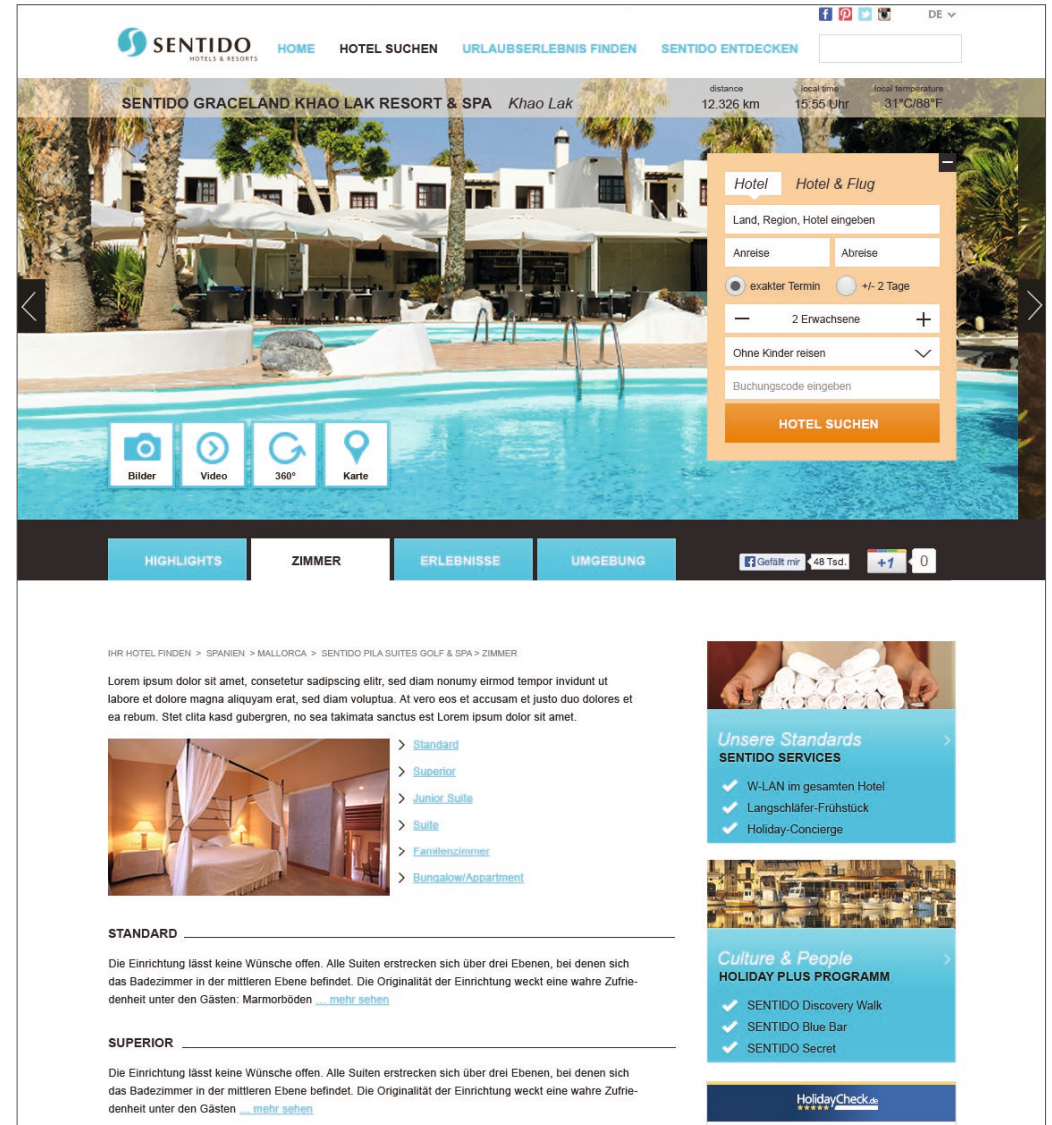 DE
SENTIDO
HOTELS & RESORTS
HOME
HOTEL SUCHEN
URLAUBSERLEBNIS FINDEN
SENTIDO ENTDECKEN
SENTIDO GRACELAND KHAO LAK RESORT & SPA Khao Lak
distance
12.326 km
local time
15:55 Uhr
local temperature
31°C/88°F
Hotel
Hotel & Flug
Land, Region, Hotel eingeben
Anreise
Abreise
exakter Termin
+/- 2 Tage
2 Erwachsene
Ohne Kinder reisen
Buchungscode eingeben
HOTEL SUCHEN
Bilder
Video
360°
Karte
HIGHLIGHTS
ZIMMER
ERLEBNISSE
UMGEBUNG
Gefällt mir
48 Tsd.
+1
0
IHR HOTEL FINDEN > SPANIEN > MALLORCA > SENTIDO PILA SUITES GOLF & SPA > ZIMMER
Lorem ipsum dolor sit amet, consetetur sadipscing elitr, sed diam nonumy eirmod tempor invidunt ut
labore et dolore magna aliquyam erat, sed diam voluptua. At vero eos et accusam et justo duo dolores et
ea rebum. Stet clita kasd gubergren, no sea takimata sanctus est Lorem ipsum dolor sit amet.
Standard
Superior
Junior Suite
Suite
Familenzimmer
Bungalow/Appartment
STANDARD
Die Einrichtung lässt keine Wünsche offen. Alle Suiten erstrecken sich über drei Ebenen, bei denen sich
das Badezimmer in der mittleren Ebene befindet. Die Originalität der Einrichtung weckt eine wahre Zufrie-
denheit unter den Gästen: Marmorböden ... mehr sehen
SUPERIOR
Die Einrichtung lässt keine Wünsche offen. Alle Suiten erstrecken sich über drei Ebenen, bei denen sich
das Badezimmer in der mittleren Ebene befindet. Die Originalität der Einrichtung weckt eine wahre Zufrie-
denheit unter den Gästen ... mehr sehen
Unsere Standards
SENTIDO SERVICES
W-LAN im gesamten Hotel
Langschläfer-Frühstück
Holiday-Concierge
Culture & People
HOLIDAY PLUS PROGRAMM
SENTIDO Discovery Walk
SENTIDO Blue Bar
SENTIDO Secret
HolidayCheck.de